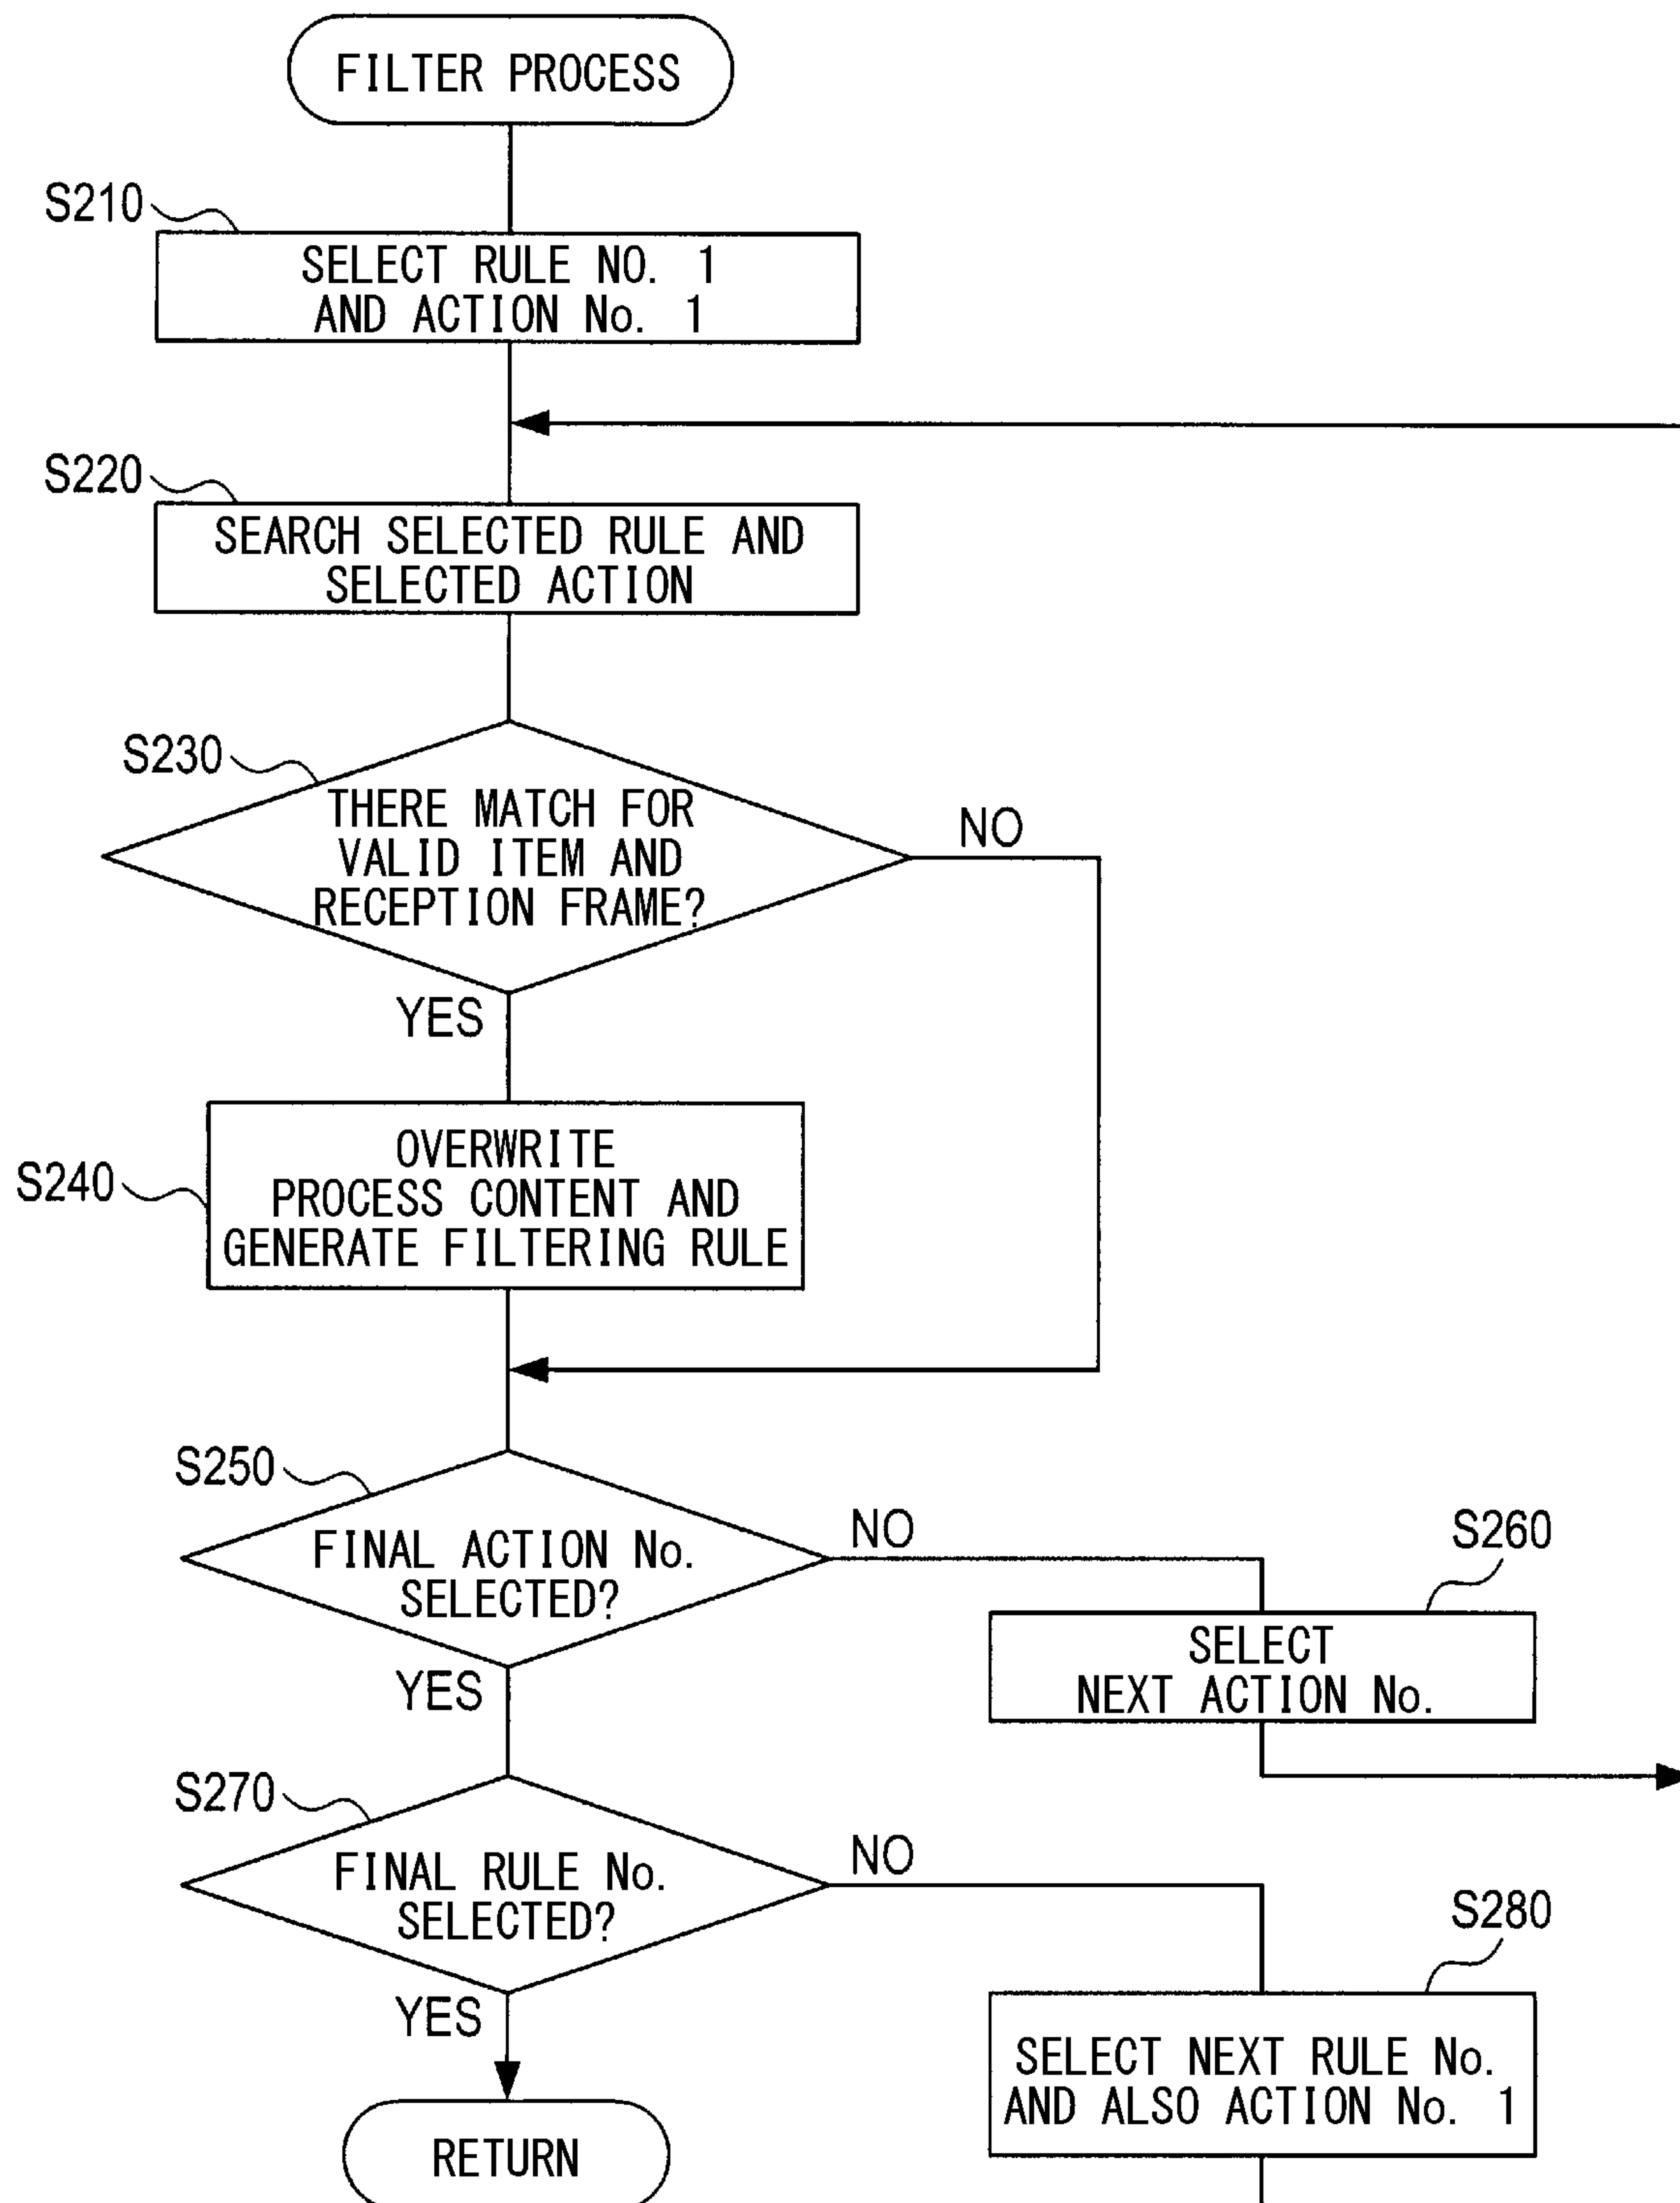 FILTER PROCESS
S210
SELECT RULE NO. 1
AND ACTION No. 1
S220
SEARCH SELECTED RULE AND
SELECTED ACTION
S230
THERE MATCH FOR
VALID ITEM AND
RECEPTION FRAME?
NO
YES
S240
OVERWRITE
PROCESS CONTENT AND
GENERATE FILTERING RULE
S250
FINAL ACTION No.
SELECTED?
NO
YES
S260
SELECT
NEXT ACTION No.
S270
FINAL RULE No.
SELECTED?
NO
YES
S280
SELECT NEXT RULE No.
AND ALSO ACTION No. 1
RETURN